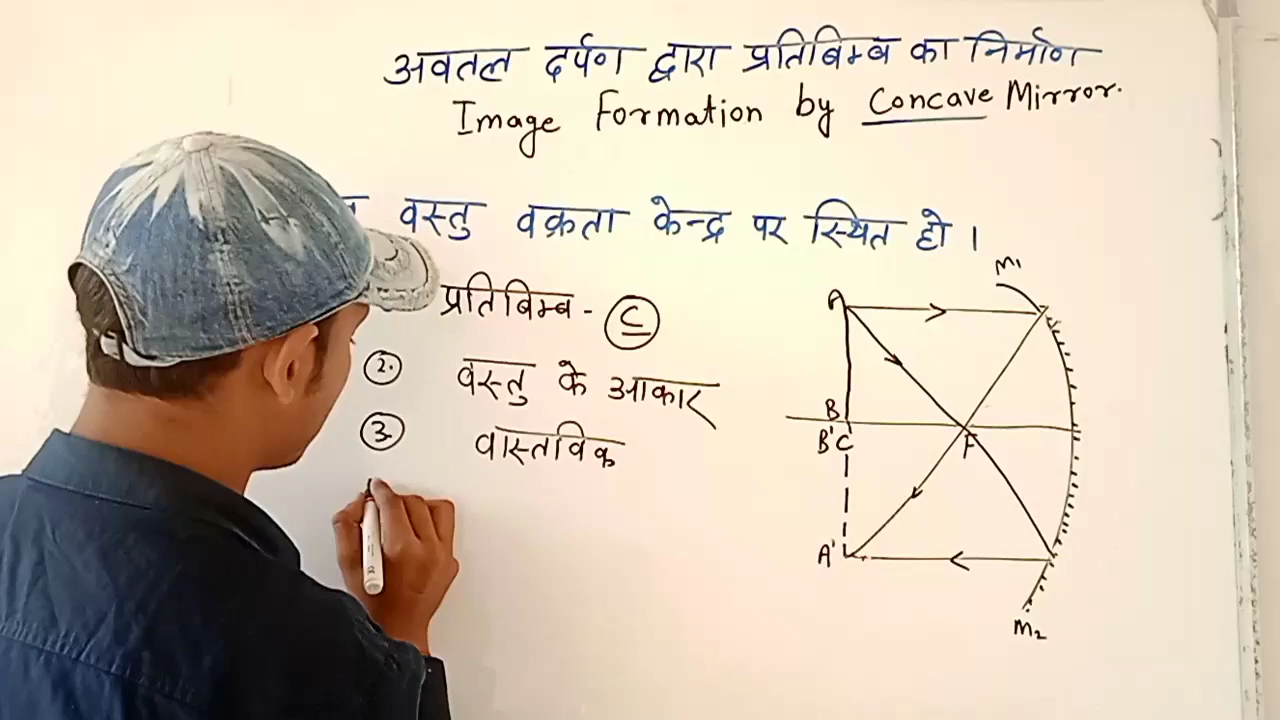 अवतल दर्पण द्वारा प्रतिबिम्ब का निर्माण
Image Formation by Concave Mirror.
वस्तु वक्रता केन्द्र पर स्थित हो ।
प्रतिबिम्ब - C
2. वस्तु के आकार
3. वास्तविक
M₁
A
B
B' C
F
A'
M₂